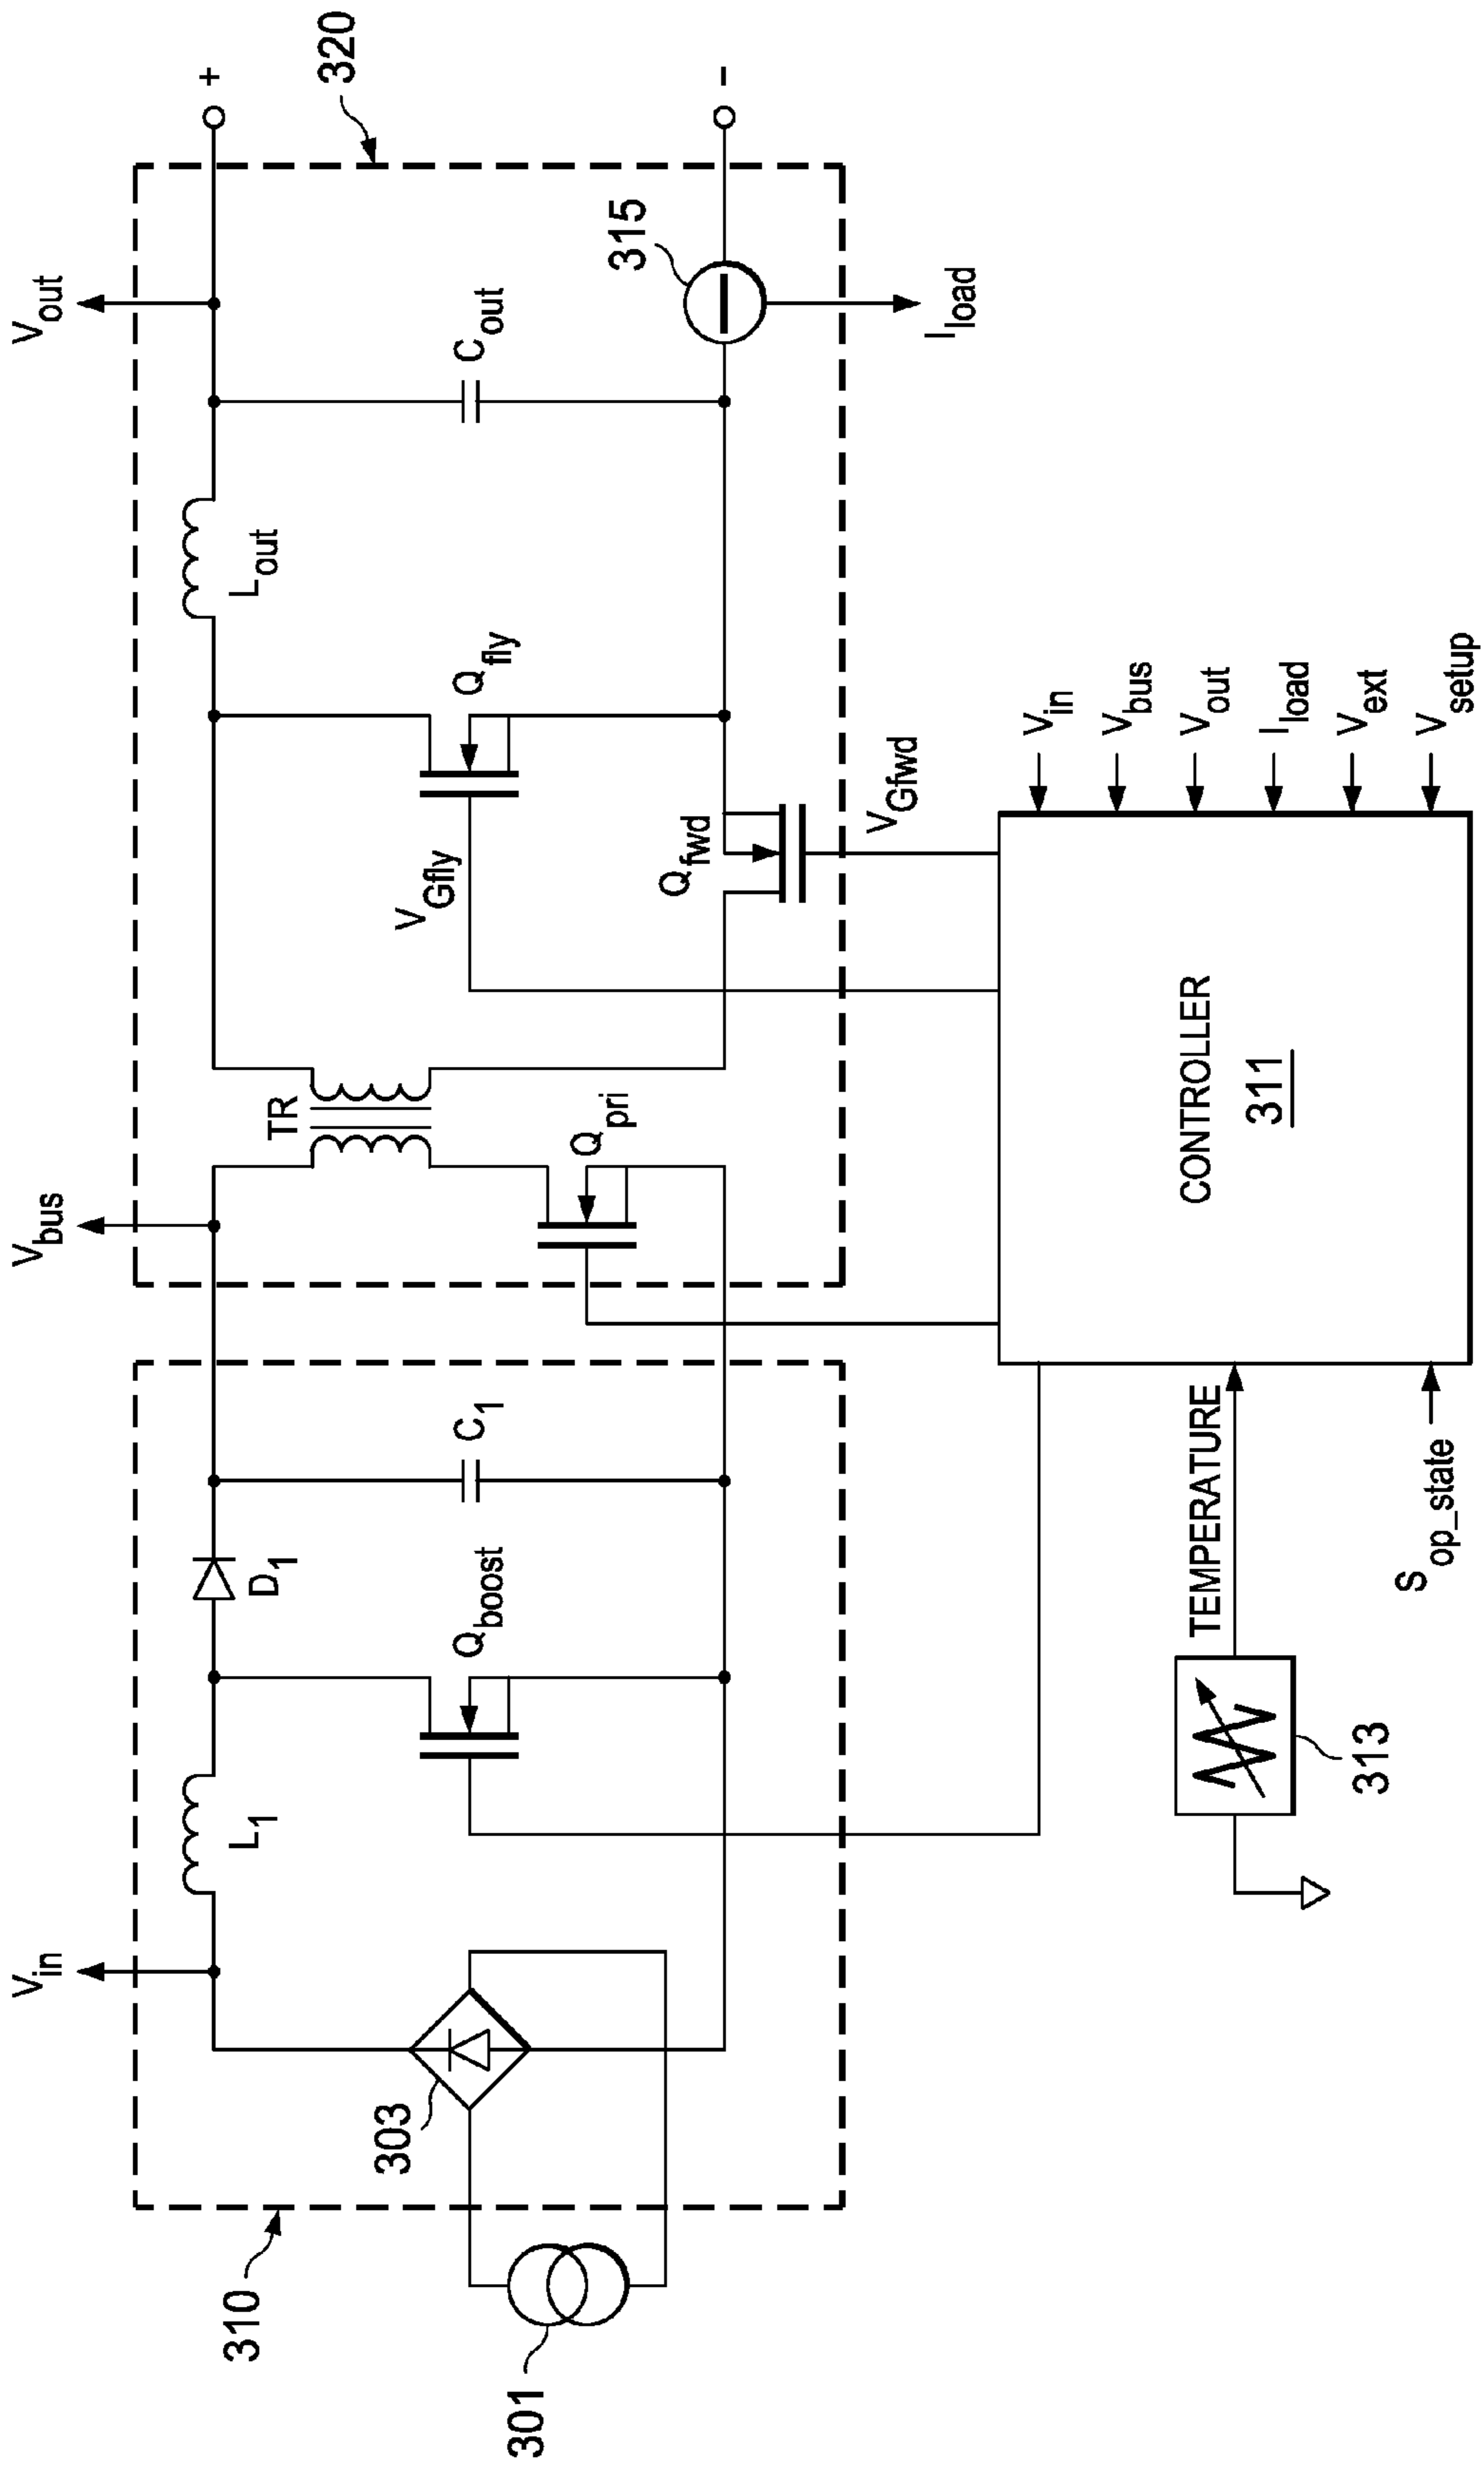 V_in
V_bus
V_out
310
320
L_1
D_1
TR
L_out
+
303
Q_boost
C_1
V_Gfly
Q_fly
C_out
301
Q_pri
Q_fwd
315
−
V_Gfwd
I_load
TEMPERATURE
CONTROLLER
311
V_in
V_bus
V_out
I_load
V_ext
V_setup
313
S_op_state